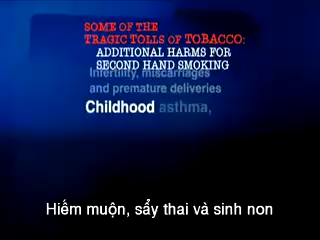 SOME OF THE
TRAGIC TOLLS OF TOBACCO:
ADDITIONAL HARMS FOR
SECOND HAND SMOKING
Infertility, miscarriages
and premature deliveries
Childhood asthma,
Hiếm muộn, sẩy thai và sinh non